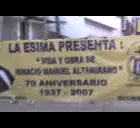 LA ESIMA PRESENTA :
" VIDA Y OBRA DE
IGNACIO MANUEL ALTAMIRANO "
70 ANIVERSARIO
1937 - 2007